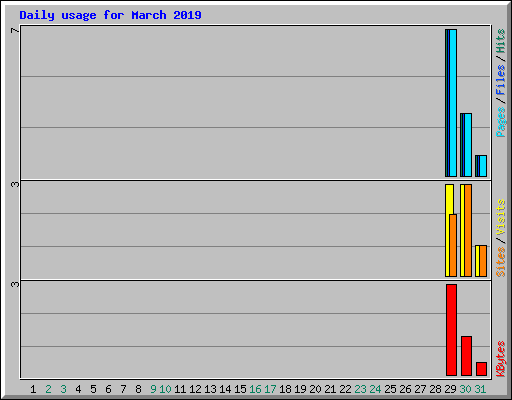 Daily usage for March 2019
7
3
3
Pages / Files / Hits
Sites / Visits
KBytes
1 2 3 4 5 6 7 8 9 10 11 12 13 14 15 16 17 18 19 20 21 22 23 24 25 26 27 28 29 30 31